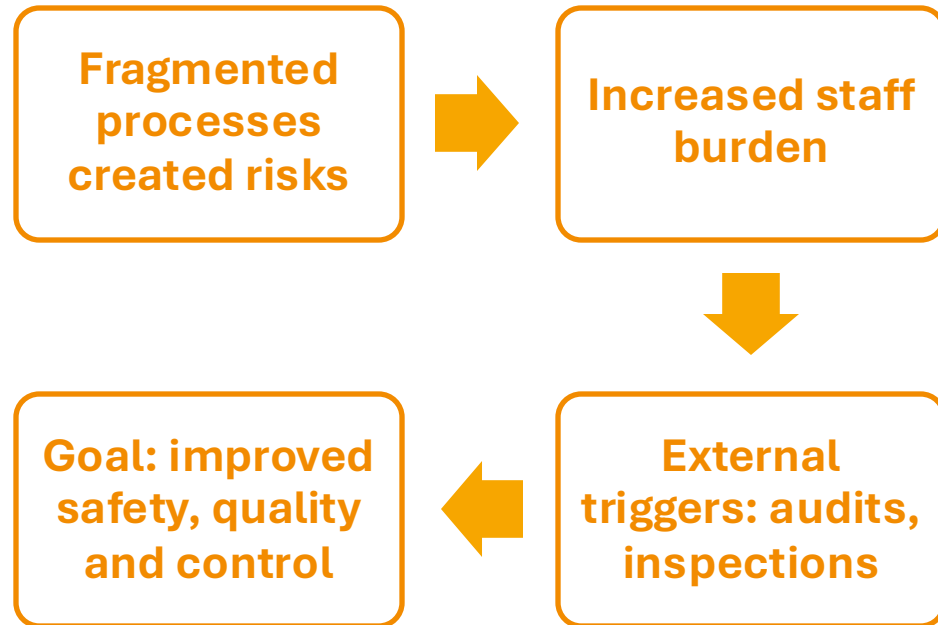 Fragmented
processes
created risks
Increased staff
burden
External
triggers: audits,
inspections
Goal: improved
safety, quality
and control